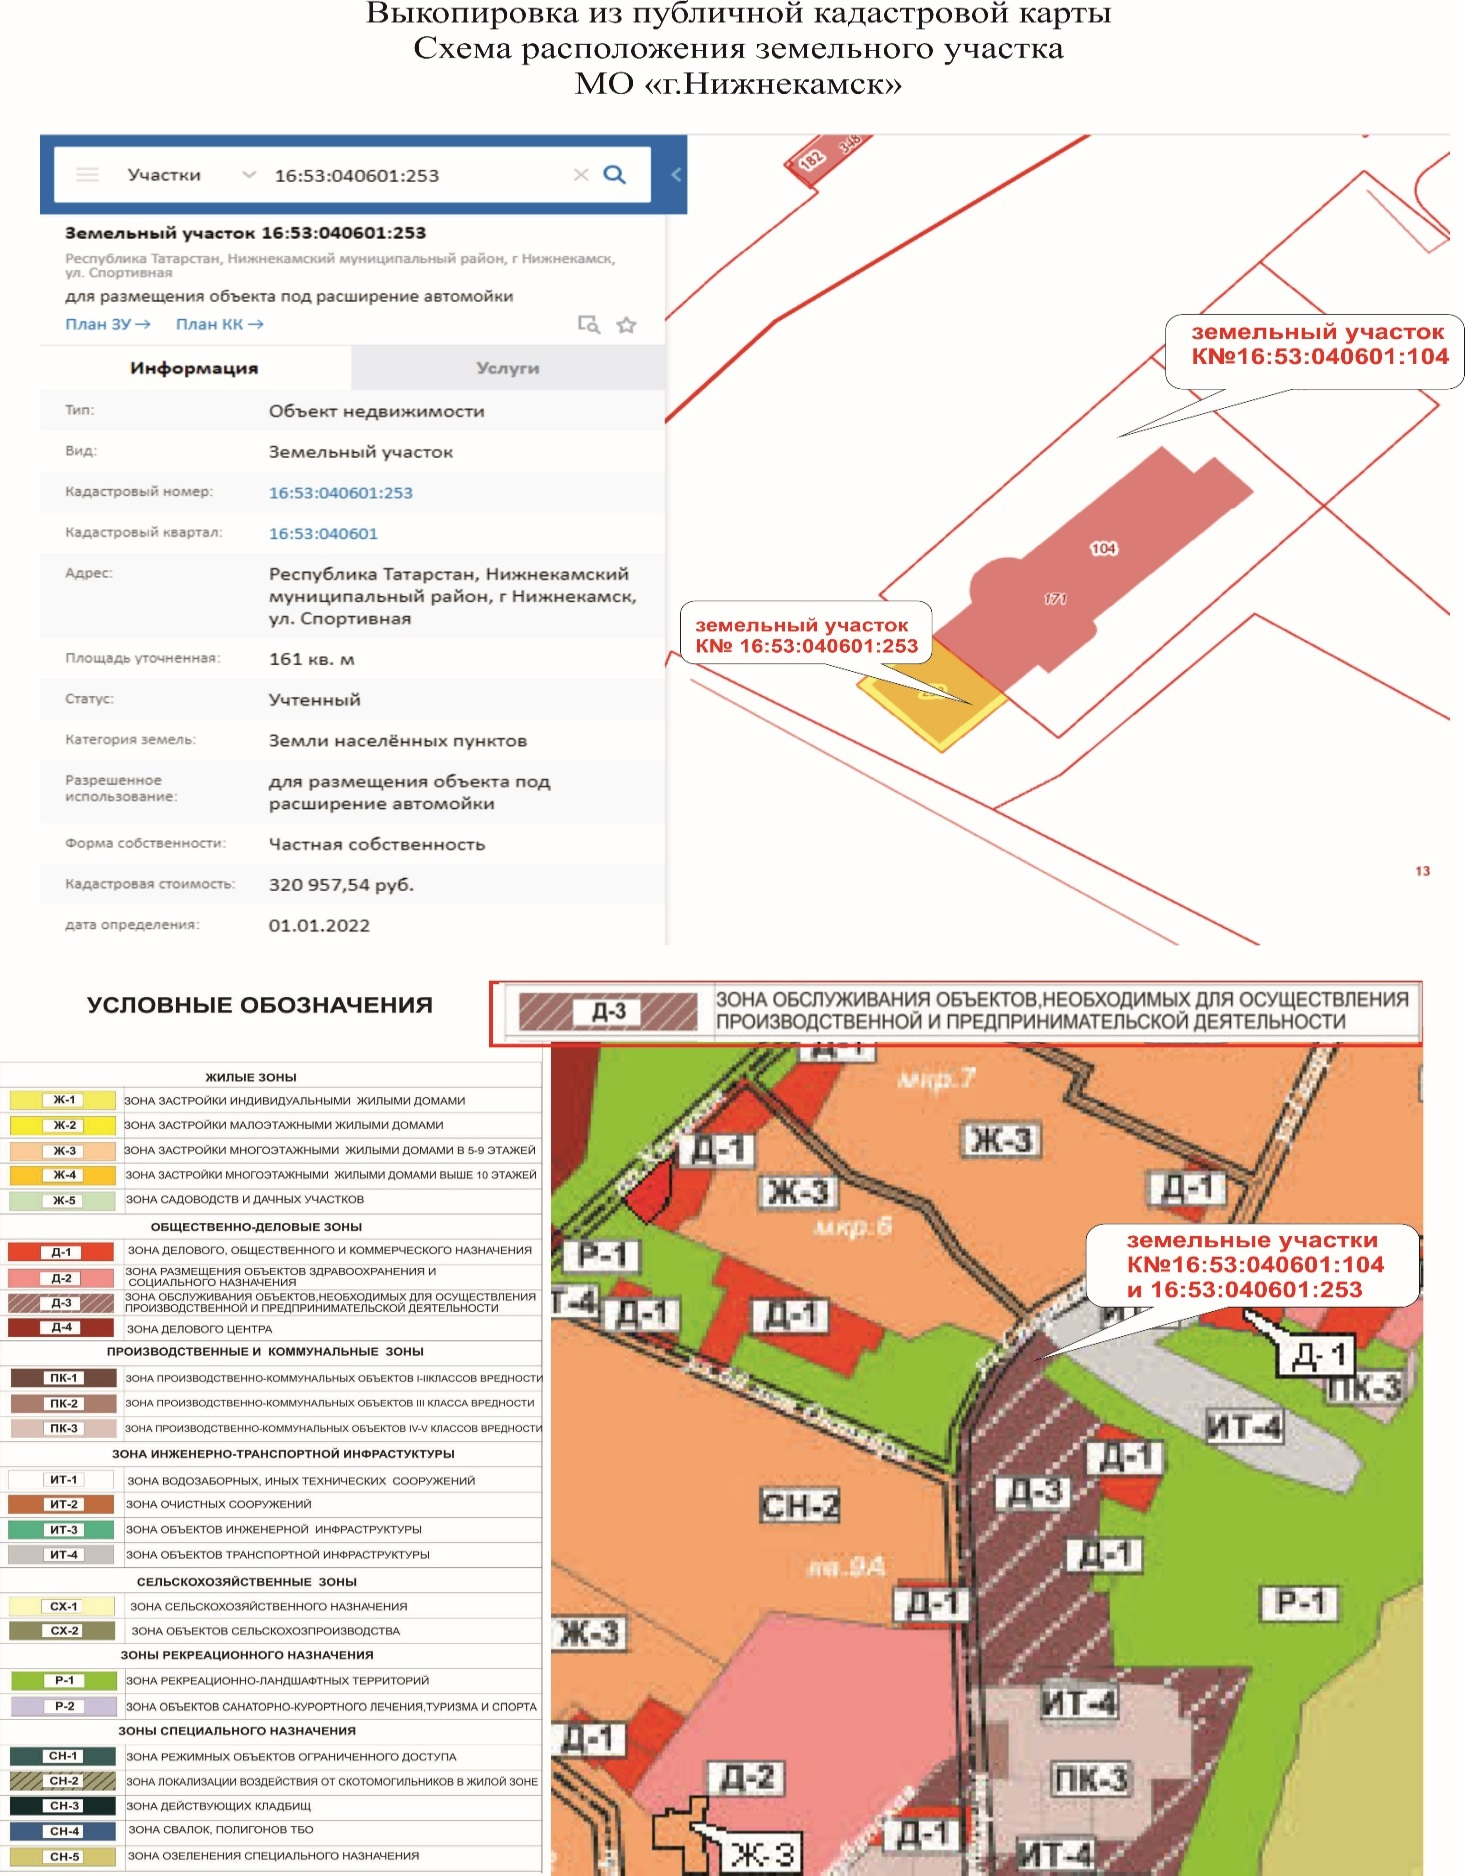 Выкопировка из публичной кадастровой карты
Схема расположения земельного участка
МО «г.Нижнекамск»
Участки
16:53:040601:253
Земельный участок 16:53:040601:253
Республика Татарстан, Нижнекамский муниципальный район, г Нижнекамск,
ул. Спортивная
для размещения объекта под расширение автомойки
План ЗУ →
План КК →
Информация
Услуги
Тип:
Объект недвижимости
Вид:
Земельный участок
Кадастровый номер:
16:53:040601:253
Кадастровый квартал:
16:53:040601
Адрес:
Республика Татарстан, Нижнекамский
муниципальный район, г Нижнекамск,
ул. Спортивная
Площадь уточненная:
161 кв. м
Статус:
Учтенный
Категория земель:
Земли населённых пунктов
Разрешенное
использование:
для размещения объекта под
расширение автомойки
Форма собственности:
Частная собственность
Кадастровая стоимость:
320 957,54 руб.
дата определения:
01.01.2022
182
348
земельный участок
К№16:53:040601:104
104
171
земельный участок
К№ 16:53:040601:253
13
УСЛОВНЫЕ ОБОЗНАЧЕНИЯ
Д-3
ЗОНА ОБСЛУЖИВАНИЯ ОБЪЕКТОВ,НЕОБХОДИМЫХ ДЛЯ ОСУЩЕСТВЛЕНИЯ
ПРОИЗВОДСТВЕННОЙ И ПРЕДПРИНИМАТЕЛЬСКОЙ ДЕЯТЕЛЬНОСТИ
ЖИЛЫЕ ЗОНЫ
Ж-1 ЗОНА ЗАСТРОЙКИ ИНДИВИДУАЛЬНЫМИ ЖИЛЫМИ ДОМАМИ
Ж-2 ЗОНА ЗАСТРОЙКИ МАЛОЭТАЖНЫМИ ЖИЛЫМИ ДОМАМИ
Ж-3 ЗОНА ЗАСТРОЙКИ МНОГОЭТАЖНЫМИ ЖИЛЫМИ ДОМАМИ В 5-9 ЭТАЖЕЙ
Ж-4 ЗОНА ЗАСТРОЙКИ МНОГОЭТАЖНЫМИ ЖИЛЫМИ ДОМАМИ ВЫШЕ 10 ЭТАЖЕЙ
Ж-5 ЗОНА САДОВОДСТВ И ДАЧНЫХ УЧАСТКОВ
ОБЩЕСТВЕННО-ДЕЛОВЫЕ ЗОНЫ
Д-1 ЗОНА ДЕЛОВОГО, ОБЩЕСТВЕННОГО И КОММЕРЧЕСКОГО НАЗНАЧЕНИЯ
Д-2 ЗОНА РАЗМЕЩЕНИЯ ОБЪЕКТОВ ЗДРАВООХРАНЕНИЯ И
СОЦИАЛЬНОГО НАЗНАЧЕНИЯ
Д-3 ЗОНА ОБСЛУЖИВАНИЯ ОБЪЕКТОВ,НЕОБХОДИМЫХ ДЛЯ ОСУЩЕСТВЛЕНИЯ
ПРОИЗВОДСТВЕННОЙ И ПРЕДПРИНИМАТЕЛЬСКОЙ ДЕЯТЕЛЬНОСТИ
Д-4 ЗОНА ДЕЛОВОГО ЦЕНТРА
ПРОИЗВОДСТВЕННЫЕ И КОММУНАЛЬНЫЕ ЗОНЫ
ПК-1 ЗОНА ПРОИЗВОДСТВЕННО-КОММУНАЛЬНЫХ ОБЪЕКТОВ I-IIКЛАССОВ ВРЕДНОСТИ
ПК-2 ЗОНА ПРОИЗВОДСТВЕННО-КОММУНАЛЬНЫХ ОБЪЕКТОВ III КЛАССА ВРЕДНОСТИ
ПК-3 ЗОНА ПРОИЗВОДСТВЕННО-КОММУНАЛЬНЫХ ОБЪЕКТОВ IV-V КЛАССОВ ВРЕДНОСТИ
ЗОНА ИНЖЕНЕРНО-ТРАНСПОРТНОЙ ИНФРАСТУКТУРЫ
ИТ-1 ЗОНА ВОДОЗАБОРНЫХ, ИНЫХ ТЕХНИЧЕСКИХ СООРУЖЕНИЙ
ИТ-2 ЗОНА ОЧИСТНЫХ СООРУЖЕНИЙ
ИТ-3 ЗОНА ОБЪЕКТОВ ИНЖЕНЕРНОЙ ИНФРАСТРУКТУРЫ
ИТ-4 ЗОНА ОБЪЕКТОВ ТРАНСПОРТНОЙ ИНФРАСТРУКТУРЫ
СЕЛЬСКОХОЗЯЙСТВЕННЫЕ ЗОНЫ
СХ-1 ЗОНА СЕЛЬСКОХОЗЯЙСТВЕННОГО НАЗНАЧЕНИЯ
СХ-2 ЗОНА ОБЪЕКТОВ СЕЛЬСКОХОЗПРОИЗВОДСТВА
ЗОНЫ РЕКРЕАЦИОННОГО НАЗНАЧЕНИЯ
Р-1 ЗОНА РЕКРЕАЦИОННО-ЛАНДШАФТНЫХ ТЕРРИТОРИЙ
Р-2 ЗОНА ОБЪЕКТОВ САНАТОРНО-КУРОРТНОГО ЛЕЧЕНИЯ,ТУРИЗМА И СПОРТА
ЗОНЫ СПЕЦИАЛЬНОГО НАЗНАЧЕНИЯ
СН-1 ЗОНА РЕЖИМНЫХ ОБЪЕКТОВ ОГРАНИЧЕННОГО ДОСТУПА
СН-2 ЗОНА ЛОКАЛИЗАЦИИ ВОЗДЕЙСТВИЯ ОТ СКОТОМОГИЛЬНИКОВ В ЖИЛОЙ ЗОНЕ
СН-3 ЗОНА ДЕЙСТВУЮЩИХ КЛАДБИЩ
СН-4 ЗОНА СВАЛОК, ПОЛИГОНОВ ТБО
СН-5 ЗОНА ОЗЕЛЕНЕНИЯ СПЕЦИАЛЬНОГО НАЗНАЧЕНИЯ
Д-1
мкр.7
Д-1
Ж-3
Ж-3
Д-1
мкр.6
Р-1
земельные участки
К№16:53:040601:104
и 16:53:040601:253
Т-4
Д-1
Д-1
Д-1
ПК-3
ИТ-4
Д-1
Д-3
СН-2
Д-1
Д-1
Р-1
Ж-3
ИТ-4
Д-1
Д-2
ПК-3
Д-1
Ж-3
ИТ-4